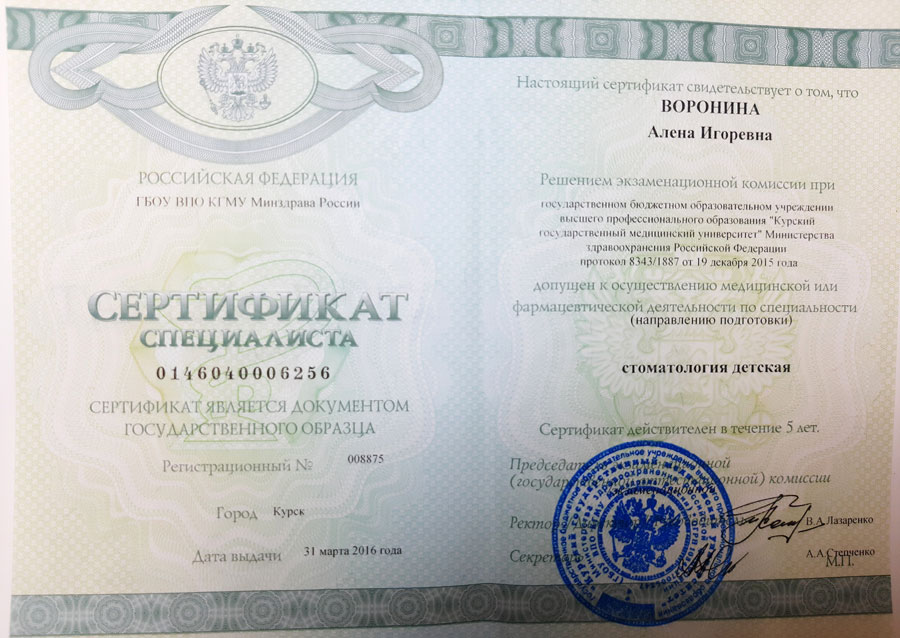 РОССИЙСКАЯ ФЕДЕРАЦИЯ
ГБОУ ВПО КГМУ Минздрава России
СЕРТИФИКАТ
СПЕЦИАЛИСТА
0146040006256
СЕРТИФИКАТ ЯВЛЯЕТСЯ ДОКУМЕНТОМ
ГОСУДАРСТВЕННОГО ОБРАЗЦА
Регистрационный № 008875
Город Курск
Дата выдачи 31 марта 2016 года
Настоящий сертификат свидетельствует о том, что
ВОРОНИНА
Алена Игоревна
Решением экзаменационной комиссии при
государственном бюджетном образовательном учреждении
высшего профессионального образования "Курский
государственный медицинский университет" Министерства
здравоохранения Российской Федерации
протокол 8343/1887 от 19 декабря 2015 года
допущен к осуществлению медицинской или
фармацевтической деятельности по специальности
(направлению подготовки)
стоматология детская
Сертификат действителен в течение 5 лет.
комиссии
В.А.Лазаренко
А.А.Степченко
М.П.